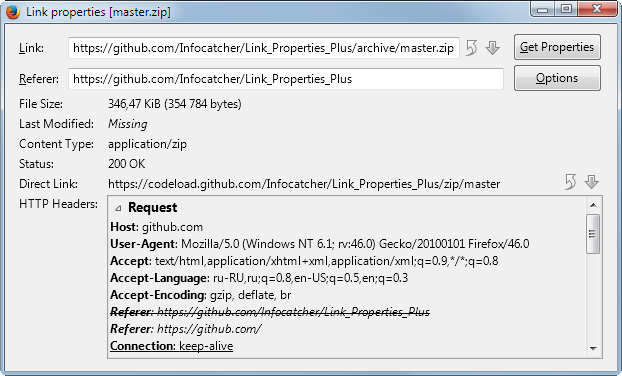 Link properties [master.zip]
Link: https://github.com/Infocatcher/Link_Properties_Plus/archive/master.zip Get Properties
Referer: https://github.com/Infocatcher/Link_Properties_Plus Options
File Size: 346,47 KiB (354 784 bytes)
Last Modified: Missing
Content Type: application/zip
Status: 200 OK
Direct Link: https://codeload.github.com/Infocatcher/Link_Properties_Plus/zip/master
HTTP Headers: Request
Host: github.com
User-Agent: Mozilla/5.0 (Windows NT 6.1; rv:46.0) Gecko/20100101 Firefox/46.0
Accept: text/html,application/xhtml+xml,application/xml;q=0.9,*/*;q=0.8
Accept-Language: ru-RU,ru;q=0.8,en-US;q=0.5,en;q=0.3
Accept-Encoding: gzip, deflate, br
Referer: https://github.com/Infocatcher/Link_Properties_Plus
Referer: https://github.com/
Connection: keep-alive